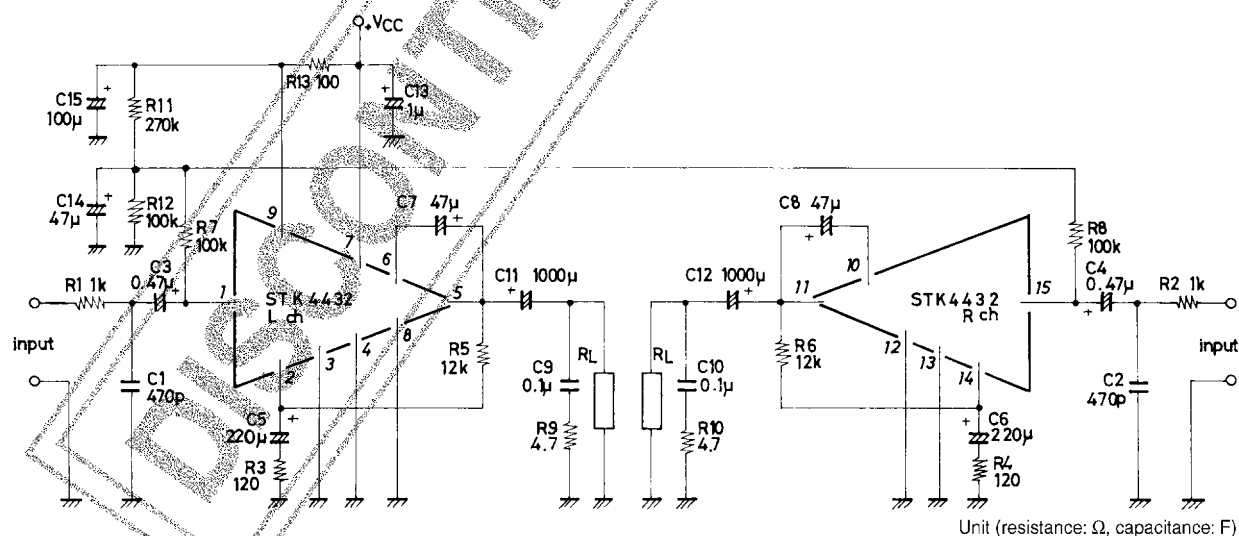 +VCC
R13 100
C15
100μ
+
R11
270k
+
C13
1μ
C14
47μ
+
R12
100k
R7
100k
9
7
6
C7 47μ
+
C8 47μ
+
10
R8
100k
C3
0.47μ
+
R1 1k
1
STK4432
L ch
5
C11 1000μ
+
C12 1000μ
+
11
STK4432
R ch
15
C4
0.47μ
+
R2 1k
input
2
3
4
8
R5
12k
R6
12k
12
13
14
input
C1
470p
C9
0.1μ
RL
RL
C10
0.1μ
C2
470p
C5
220μ
+
R3
120
R9
4.7
R10
4.7
C6
220μ
+
R4
120
DISCONTI
Unit (resistance: Ω, capacitance: F)